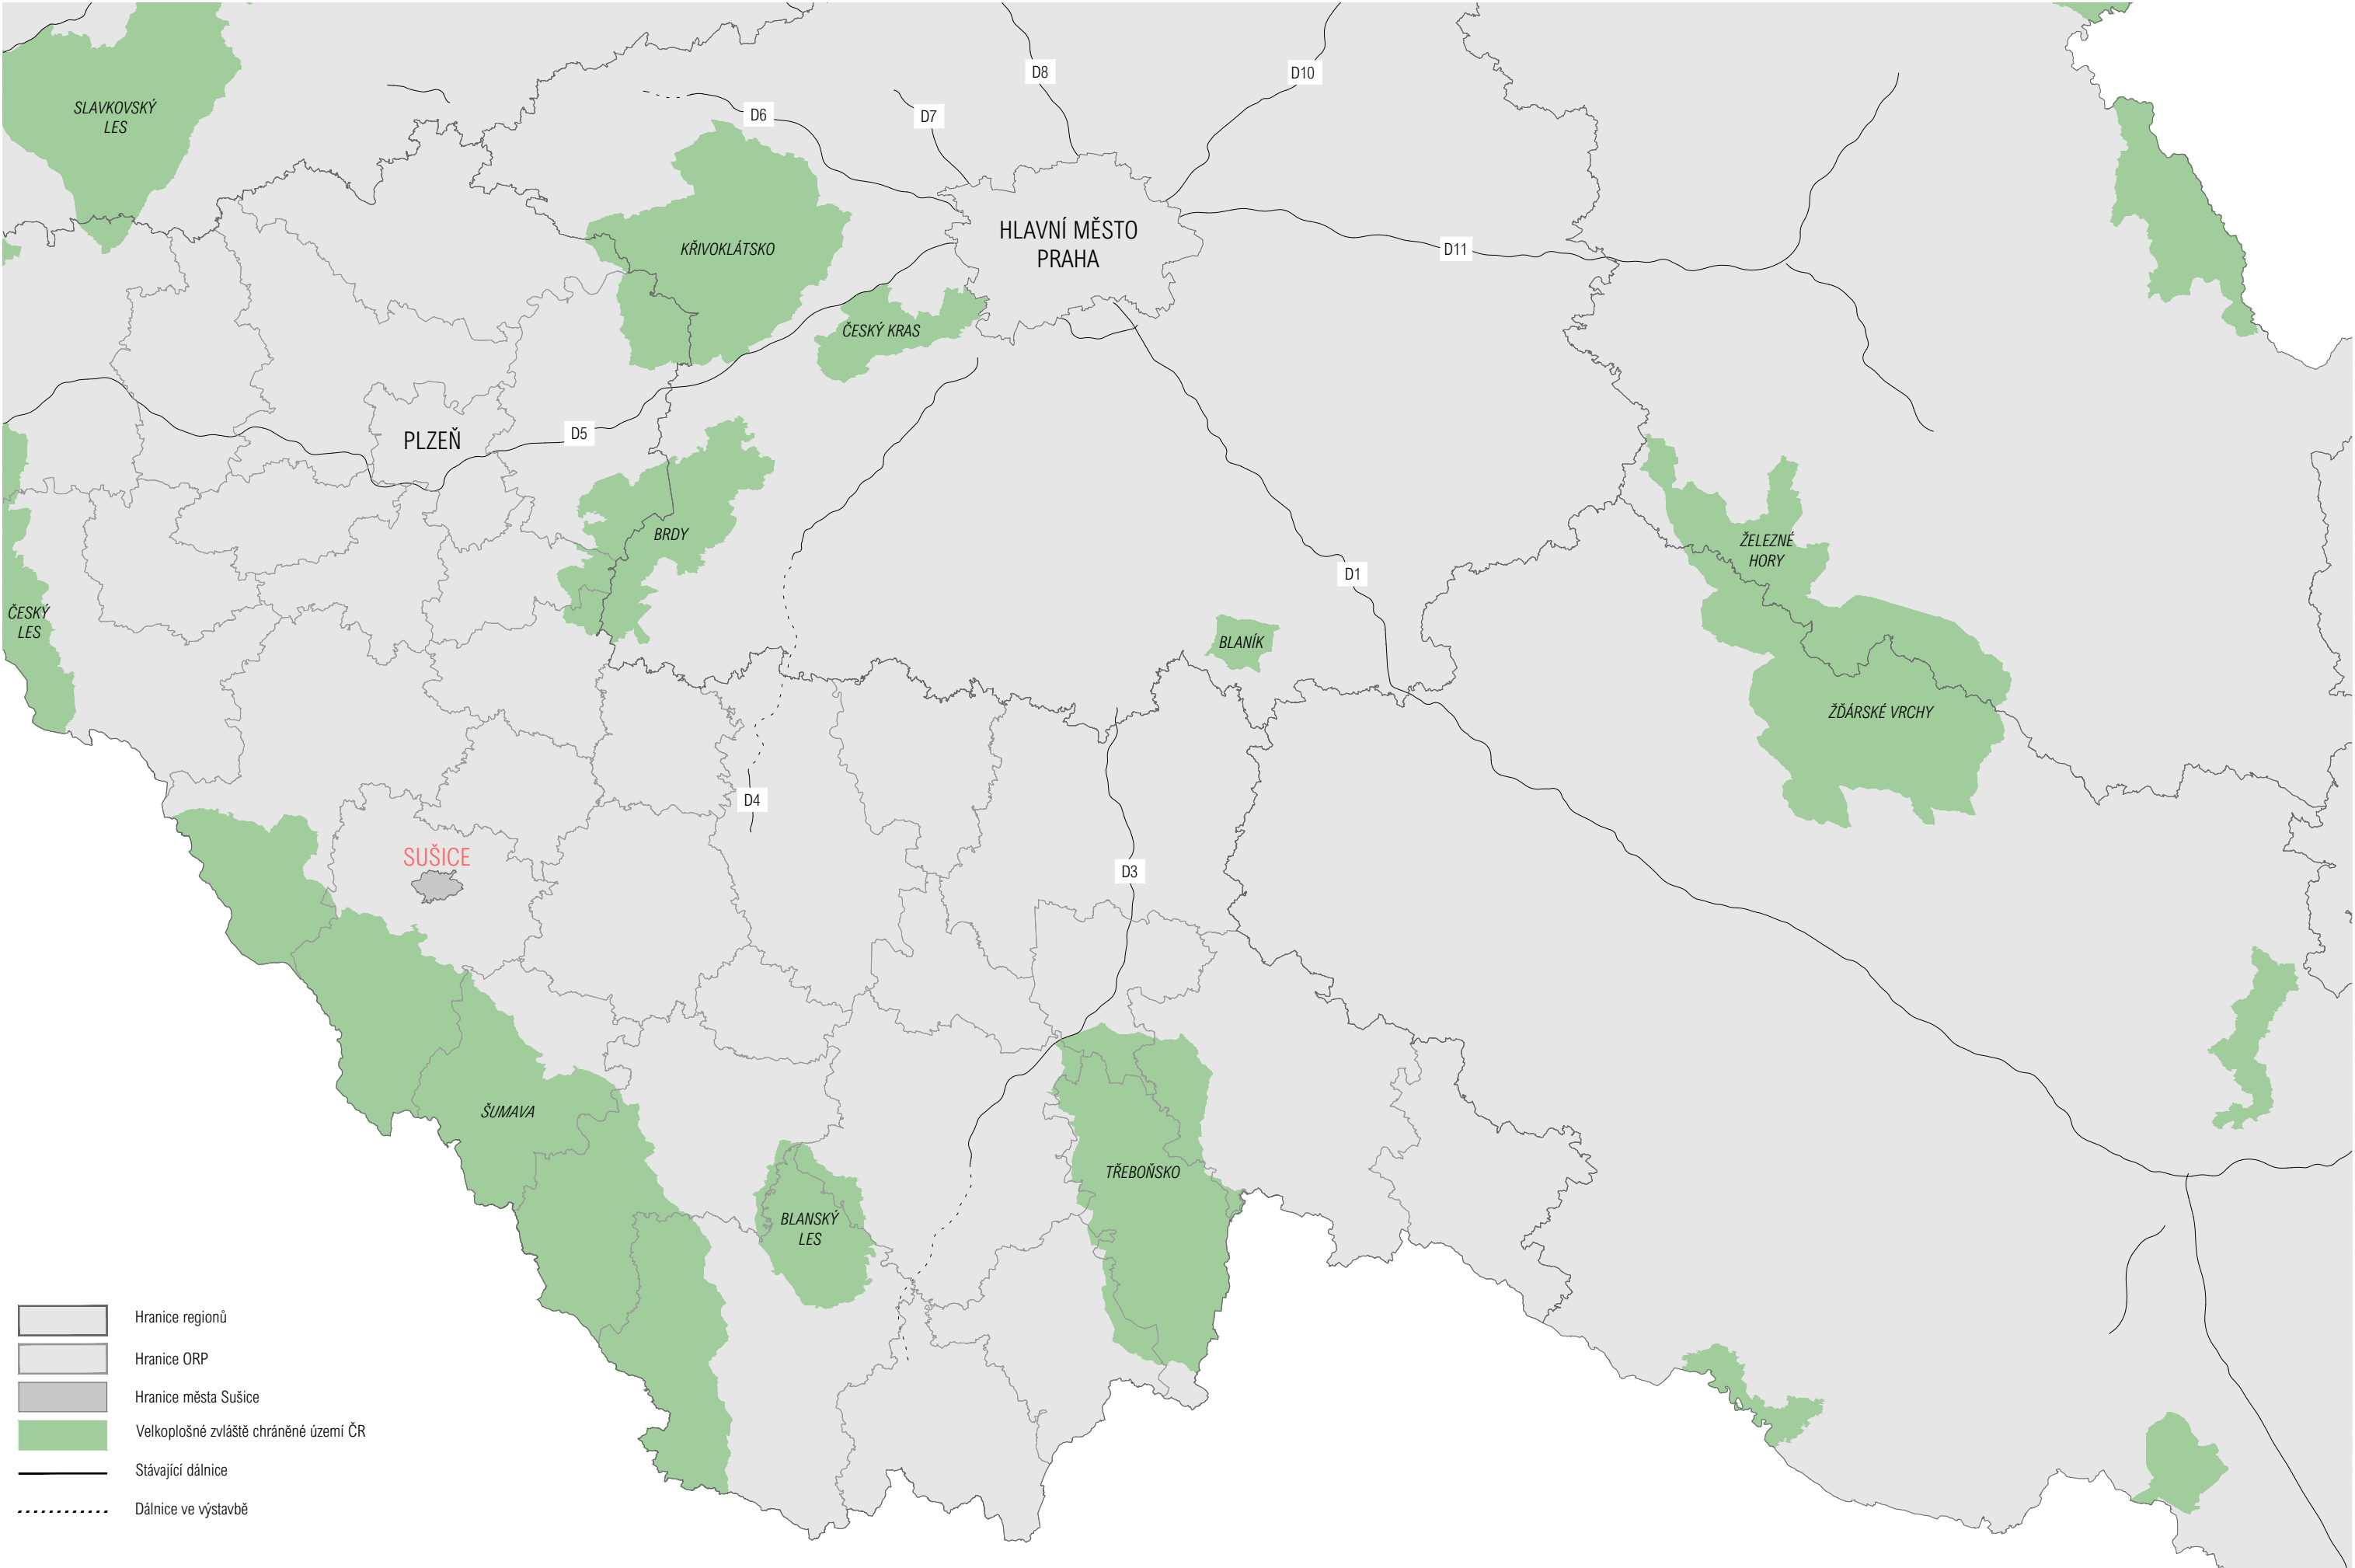 D8
D10
SLAVKOVSKÝ
LES
D6
D7
HLAVNÍ MĚSTO
PRAHA
KŘIVOKLÁTSKO
D11
ČESKÝ KRAS
D5
PLZEŇ
BRDY
ŽELEZNÉ
HORY
D1
ČESKÝ
LES
BLANÍK
ŽĎÁRSKÉ VRCHY
D4
SUŠICE
D3
ŠUMAVA
TŘEBOŇSKO
BLANSKÝ
LES
Hranice regionů
Hranice ORP
Hranice města Sušice
Velkoplošné zvláště chráněné území ČR
Stávající dálnice
Dálnice ve výstavbě